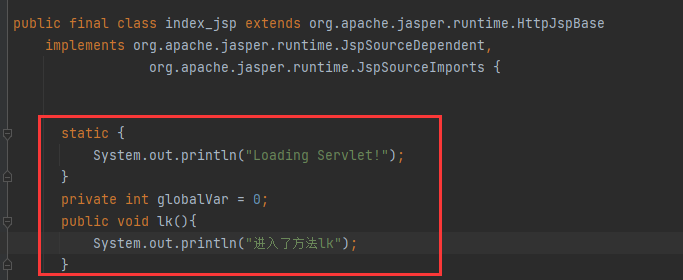 public final class index_jsp extends org.apache.jasper.runtime.HttpJspBase
implements org.apache.jasper.runtime.JspSourceDependent,
org.apache.jasper.runtime.JspSourceImports {
static {
System.out.println("Loading Servlet!");
}
private int globalVar = 0;
public void lk(){
System.out.println("进入了方法lk");
}